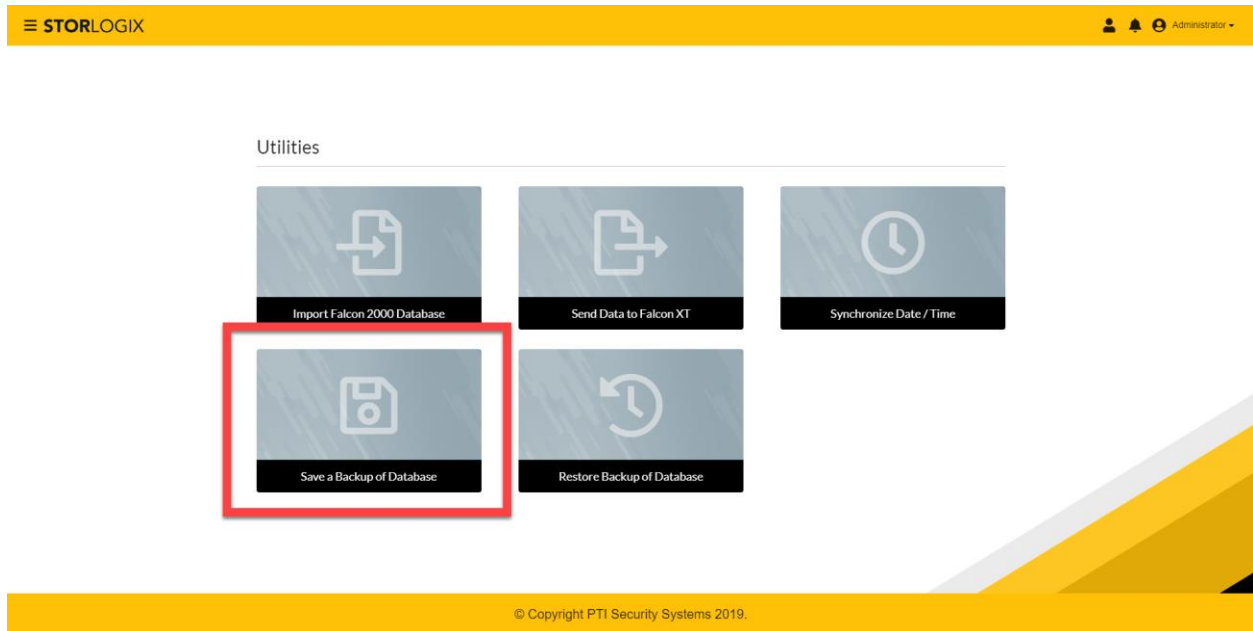 STORLOGIX
Administrator
Utilities
Import Falcon 2000 Database
Send Data to Falcon XT
Synchronize Date / Time
Save a Backup of Database
Restore Backup of Database
© Copyright PTI Security Systems 2019.